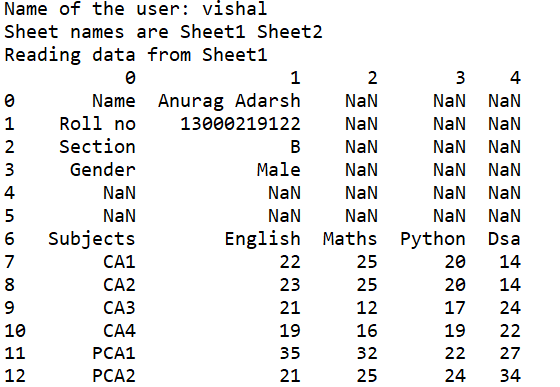 Name of the user: vishal
Sheet names are Sheet1 Sheet2
Reading data from Sheet1
0 1 2 3 4
0 Name Anurag Adarsh NaN NaN NaN
1 Roll no 13000219122 NaN NaN NaN
2 Section B NaN NaN NaN
3 Gender Male NaN NaN NaN
4 NaN NaN NaN NaN NaN
5 NaN NaN NaN NaN NaN
6 Subjects English Maths Python Dsa
7 CA1 22 25 20 14
8 CA2 23 25 20 14
9 CA3 21 12 17 24
10 CA4 19 16 19 22
11 PCA1 35 32 22 27
12 PCA2 21 25 24 34